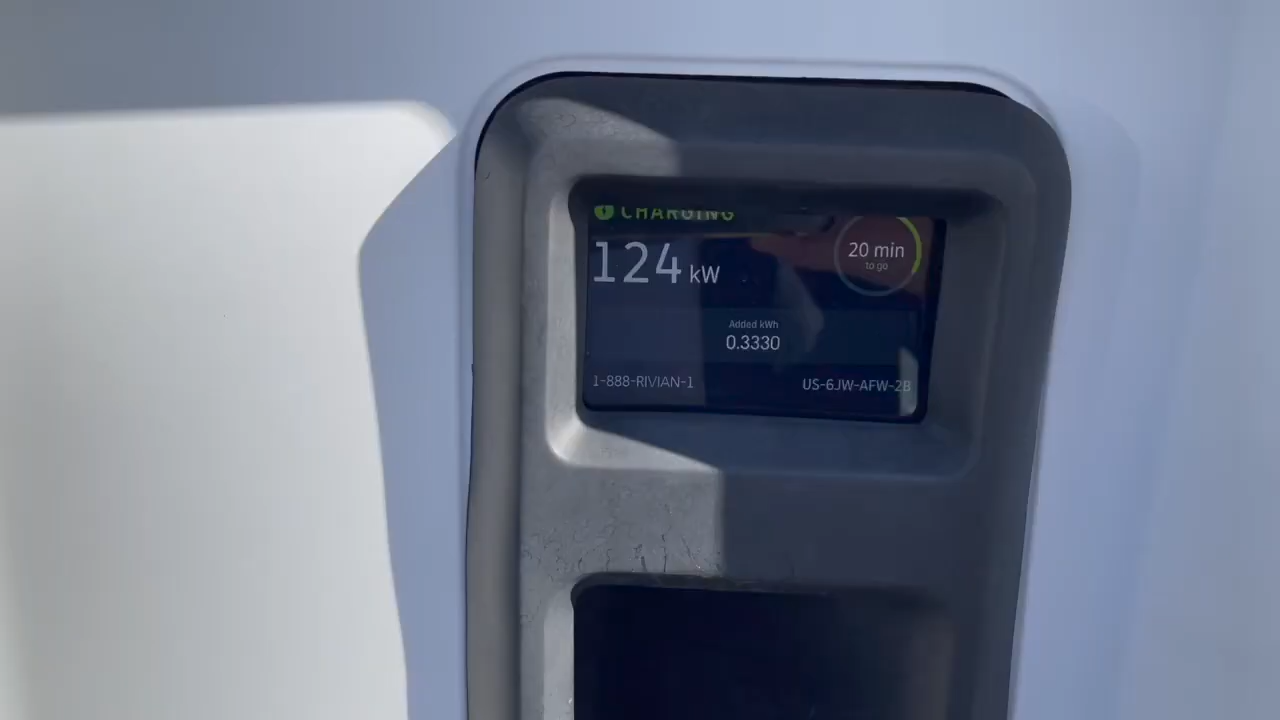 CHARGING
124 kW
20 min
to go
Added kWh
0.3330
1-888-RIVIAN-1
US-6JW-AFW-2B